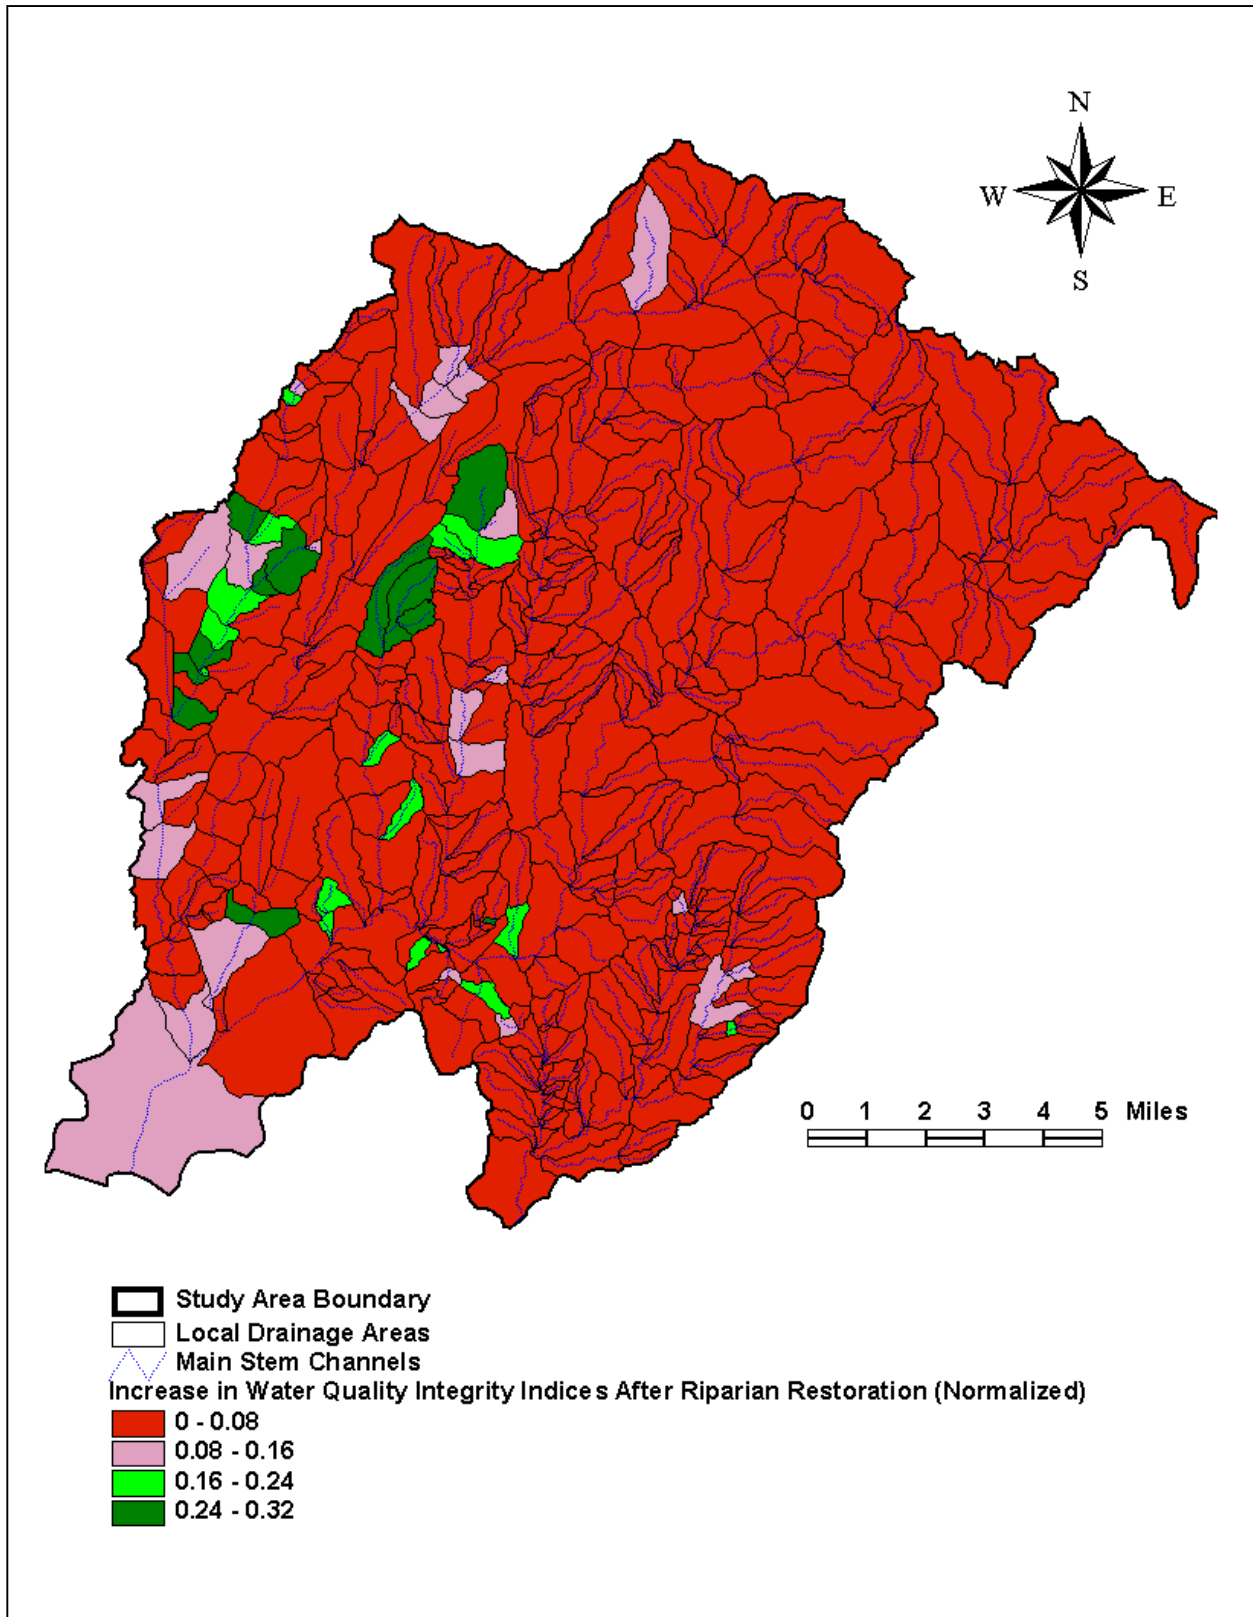 N
W E
S
0 1 2 3 4 5 Miles
Study Area Boundary
Local Drainage Areas
Main Stem Channels
Increase in Water Quality Integrity Indices After Riparian Restoration (Normalized)
0 - 0.08
0.08 - 0.16
0.16 - 0.24
0.24 - 0.32